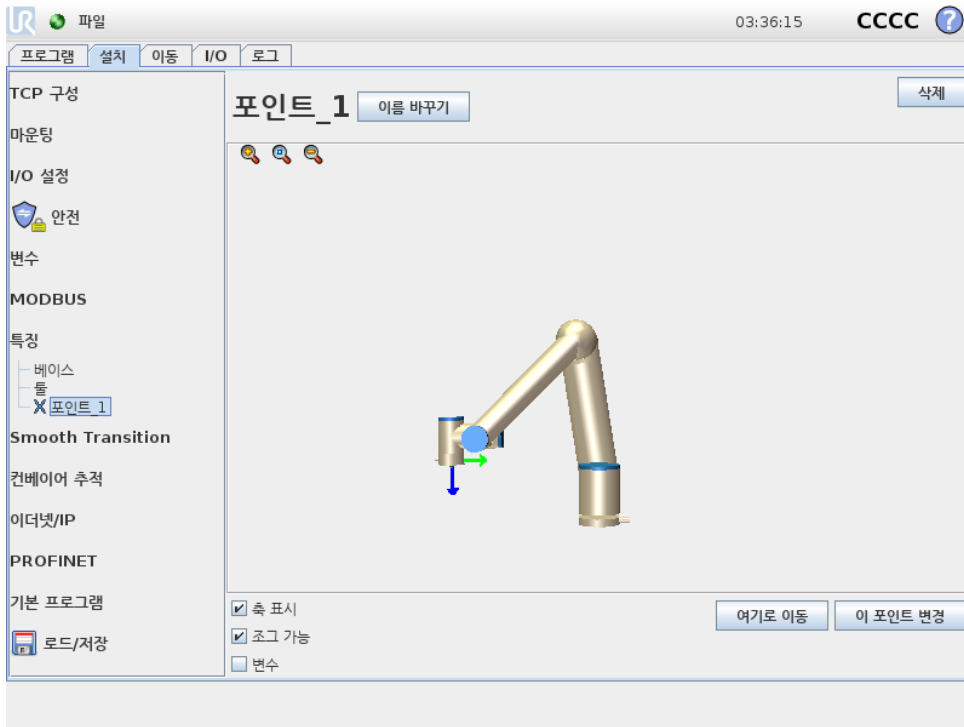 UR 파일 03:36:15 CCCC ?
프로그램 설치 이동 I/O 로그
TCP 구성
마운팅
I/O 설정
안전
변수
MODBUS
특징
베이스
툴
포인트_1
Smooth Transition
컨베이어 추적
이더넷/IP
PROFINET
기본 프로그램
로드/저장
포인트_1 이름 바꾸기 삭제
축 표시
조그 가능
변수
여기로 이동 이 포인트 변경